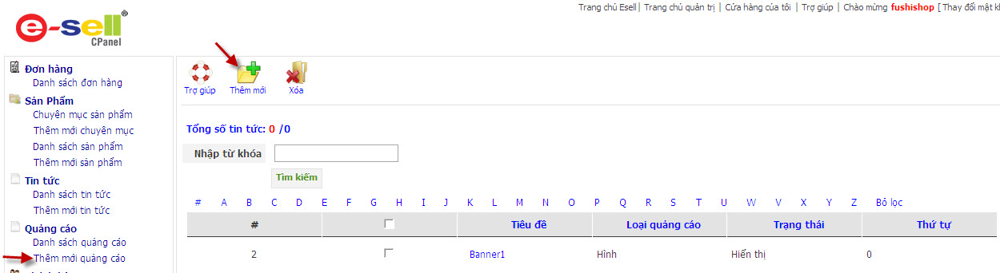 Trang chủ Esell | Trang chủ quản trị | Cửa hàng của tôi | Trợ giúp | Chào mừng fushishop [ Thay đổi mật
e-sell®
CPanel
Đơn hàng
Danh sách đơn hàng
Sản Phẩm
Chuyên mục sản phẩm
Thêm mới chuyên mục
Danh sách sản phẩm
Thêm mới sản phẩm
Tin tức
Danh sách tin tức
Thêm mới tin tức
Quảng cáo
Danh sách quảng cáo
Thêm mới quảng cáo
Trợ giúp Thêm mới Xóa
Tổng số tin tức: 0 /0
Nhập từ khóa
Tìm kiếm
# A B C D E F G H I J K L M N O P Q R S T U W V X Y Z Bỏ lọc
# Tiêu đề Loại quảng cáo Trạng thái Thứ tự
2 Banner1 Hình Hiển thị 0